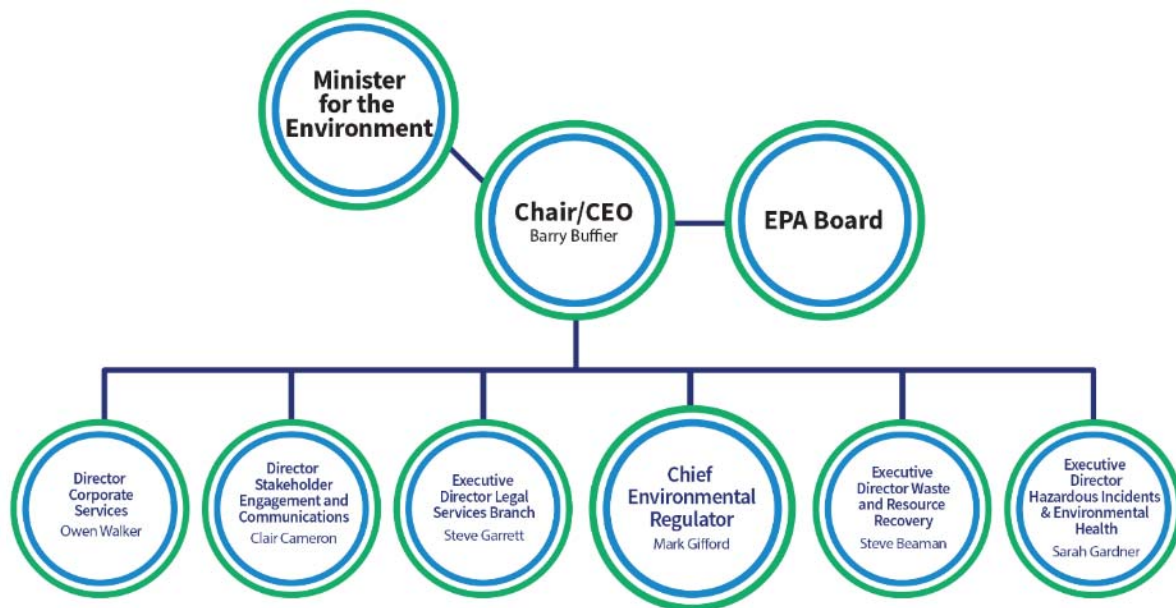 Minister
for the
Environment
Chair/CEO
Barry Buffier
EPA Board
Director
Corporate
Services
Owen Walker
Director
Stakeholder
Engagement and
Communications
Clair Cameron
Executive
Director Legal
Services Branch
Steve Garrett
Chief
Environmental
Regulator
Mark Gifford
Executive
Director Waste
and Resource
Recovery
Steve Beaman
Executive
Director
Hazardous Incidents
& Environmental
Health
Sarah Gardner